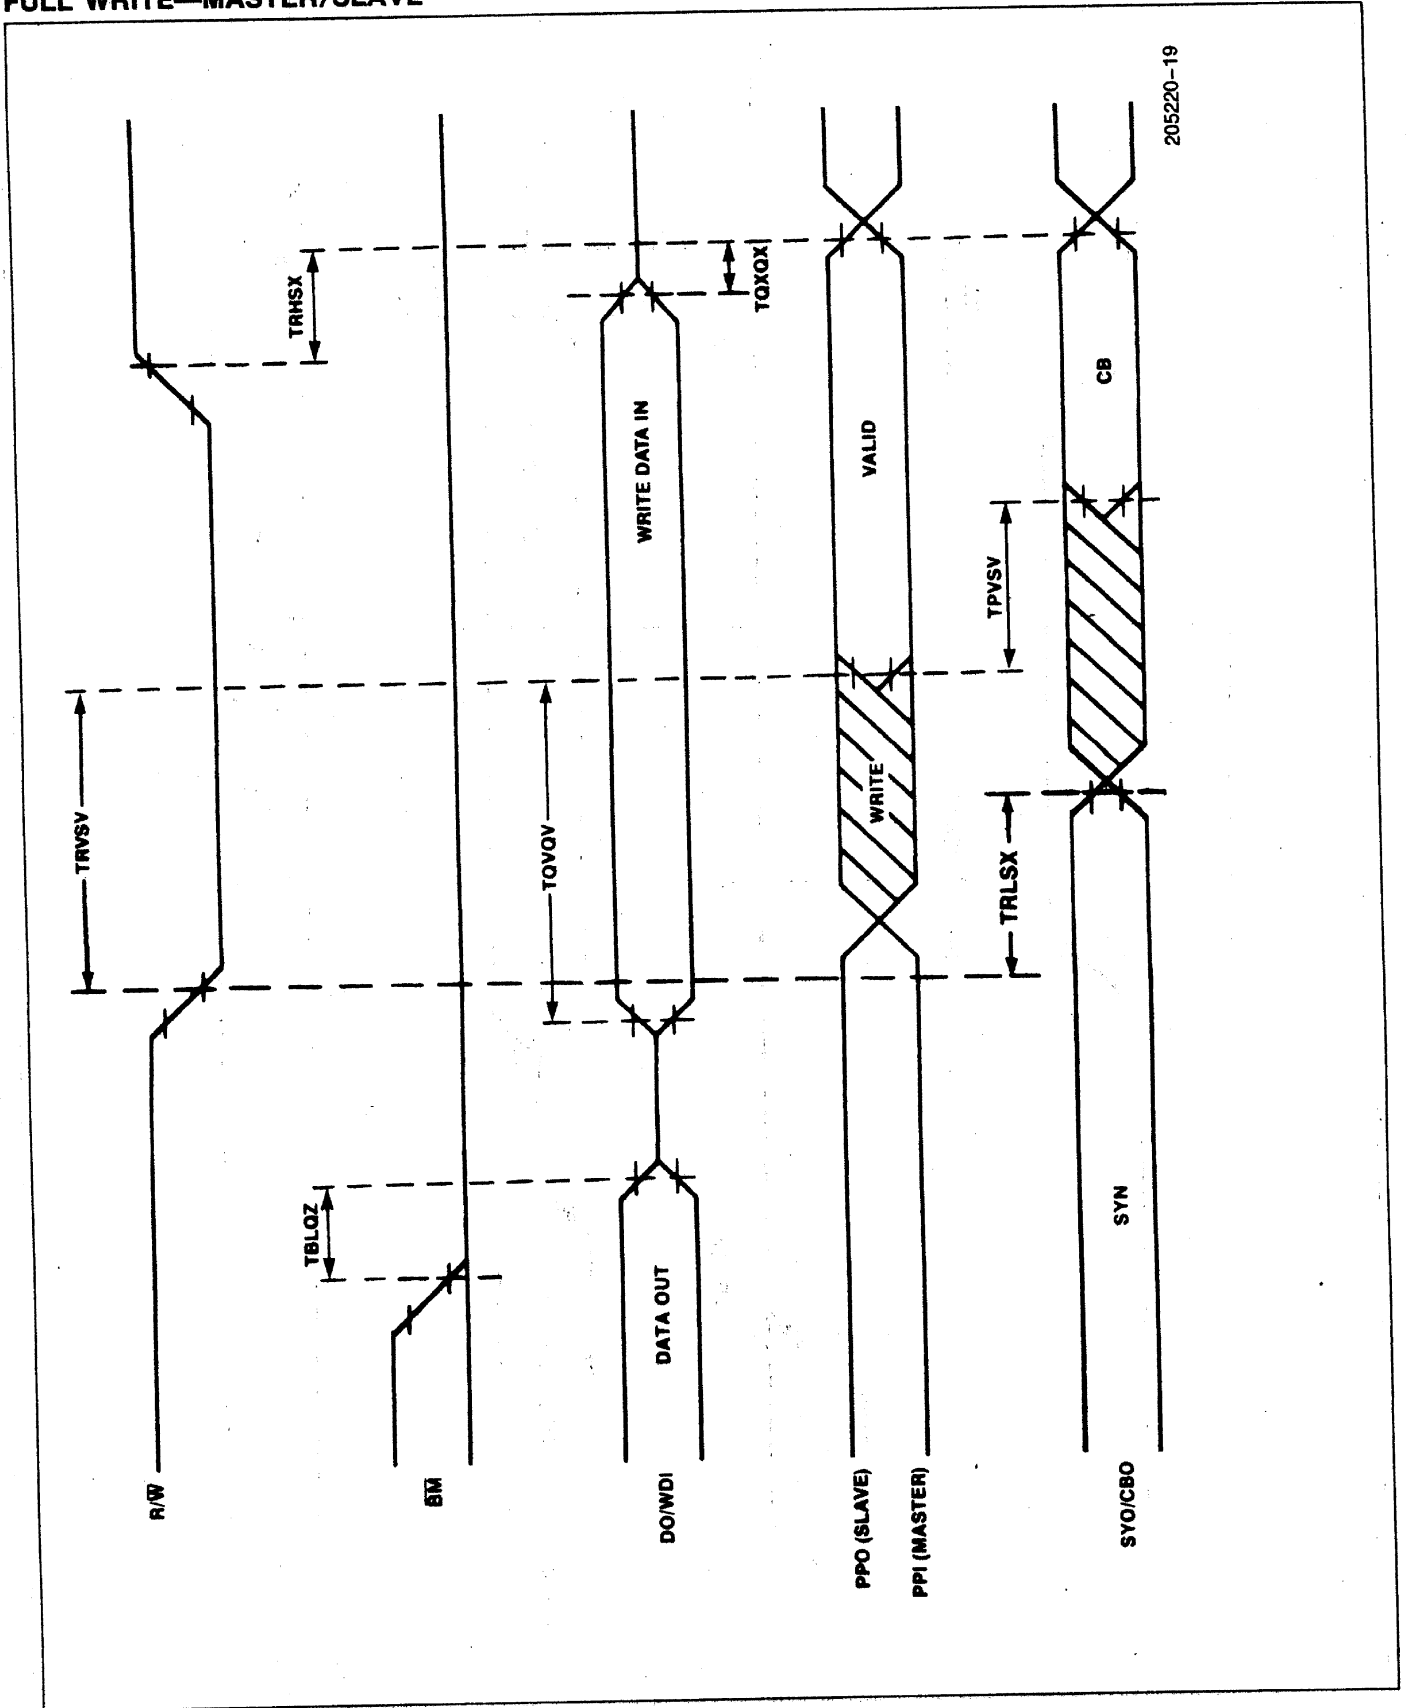 FULL WRITE—MASTER/SLAVE
R/W̅
TRVSV
TRHSX
B̅M̅
TBLQZ
DO/WDI
DATA OUT
TQVQV
WRITE DATA IN
TQXQX
PPO (SLAVE)
PPI (MASTER)
WRITE
VALID
TRLSX
TPVSV
SYO/CBO
SYN
CB
205220-19